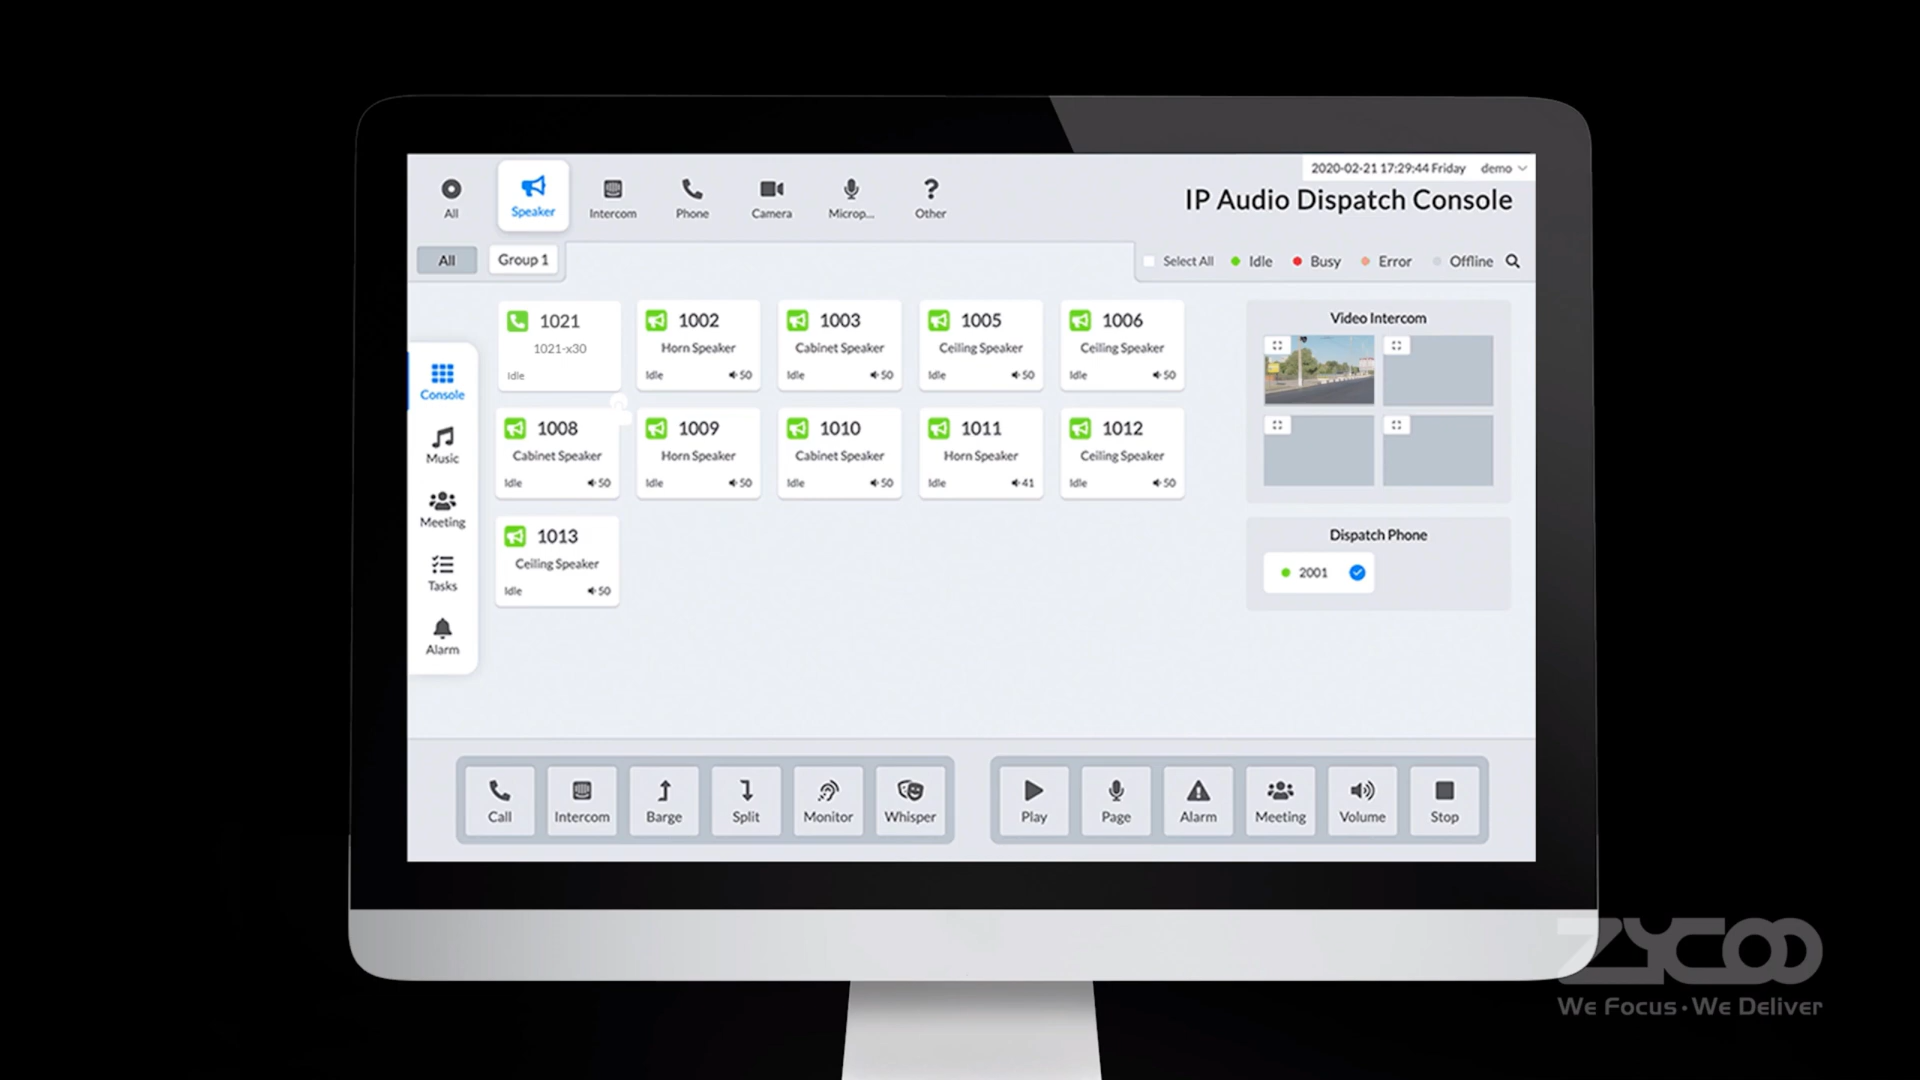 2020-02-21 17:29:44 Friday demo
IP Audio Dispatch Console
All
Speaker
Intercom
Phone
Camera
Microp...
Other
All
Group 1
Select All
Idle
Busy
Error
Offline
Console
Music
Meeting
Tasks
Alarm
1021
1021-x30
Idle
1002
Horn Speaker
Idle 50
1003
Cabinet Speaker
Idle 50
1005
Ceiling Speaker
Idle 50
1006
Ceiling Speaker
Idle 50
1008
Cabinet Speaker
Idle 50
1009
Horn Speaker
Idle 50
1010
Cabinet Speaker
Idle 50
1011
Horn Speaker
Idle 41
1012
Ceiling Speaker
Idle 50
1013
Ceiling Speaker
Idle 50
Video Intercom
Dispatch Phone
2001
Call
Intercom
Barge
Split
Monitor
Whisper
Play
Page
Alarm
Meeting
Volume
Stop
ZYCOO
We Focus·We Deliver